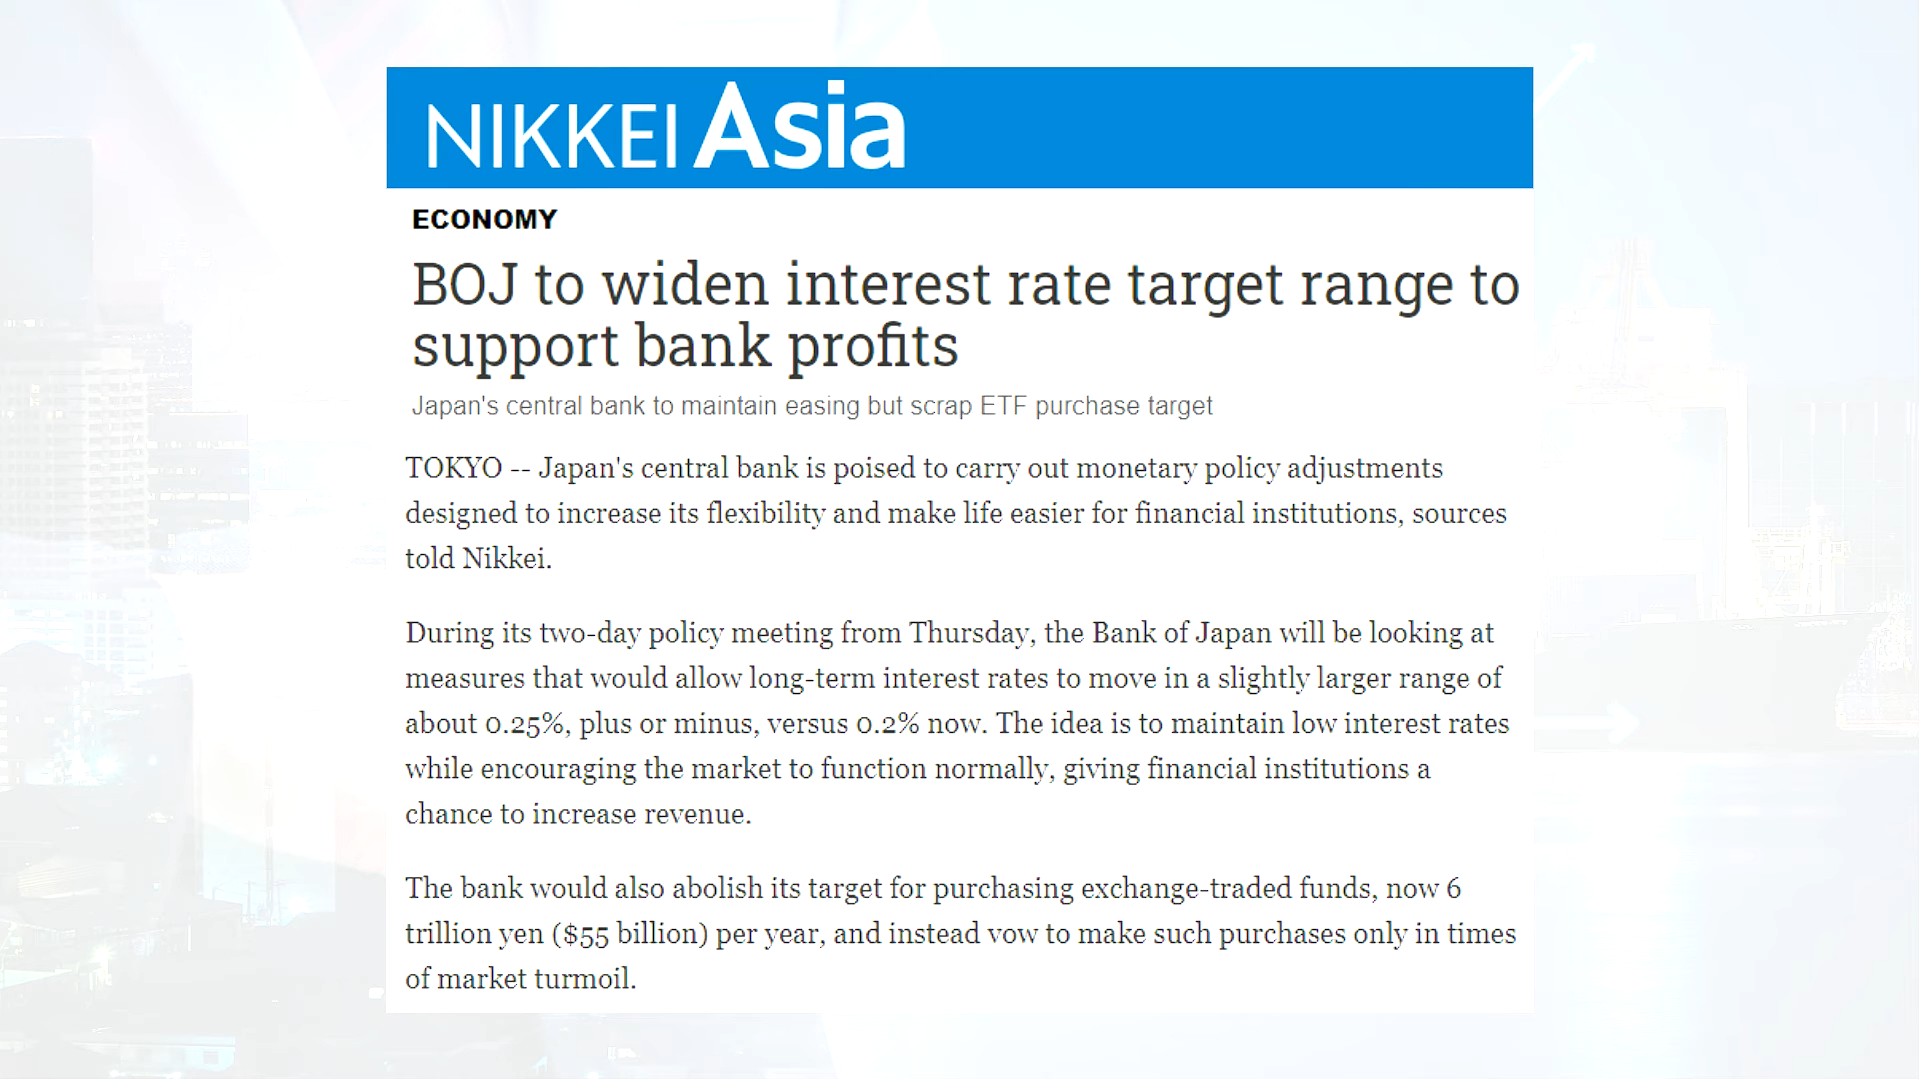 NIKKEI Asia
ECONOMY
BOJ to widen interest rate target range to
support bank profits
Japan's central bank to maintain easing but scrap ETF purchase target
TOKYO -- Japan's central bank is poised to carry out monetary policy adjustments
designed to increase its flexibility and make life easier for financial institutions, sources
told Nikkei.
During its two-day policy meeting from Thursday, the Bank of Japan will be looking at
measures that would allow long-term interest rates to move in a slightly larger range of
about 0.25%, plus or minus, versus 0.2% now. The idea is to maintain low interest rates
while encouraging the market to function normally, giving financial institutions a
chance to increase revenue.
The bank would also abolish its target for purchasing exchange-traded funds, now 6
trillion yen ($55 billion) per year, and instead vow to make such purchases only in times
of market turmoil.